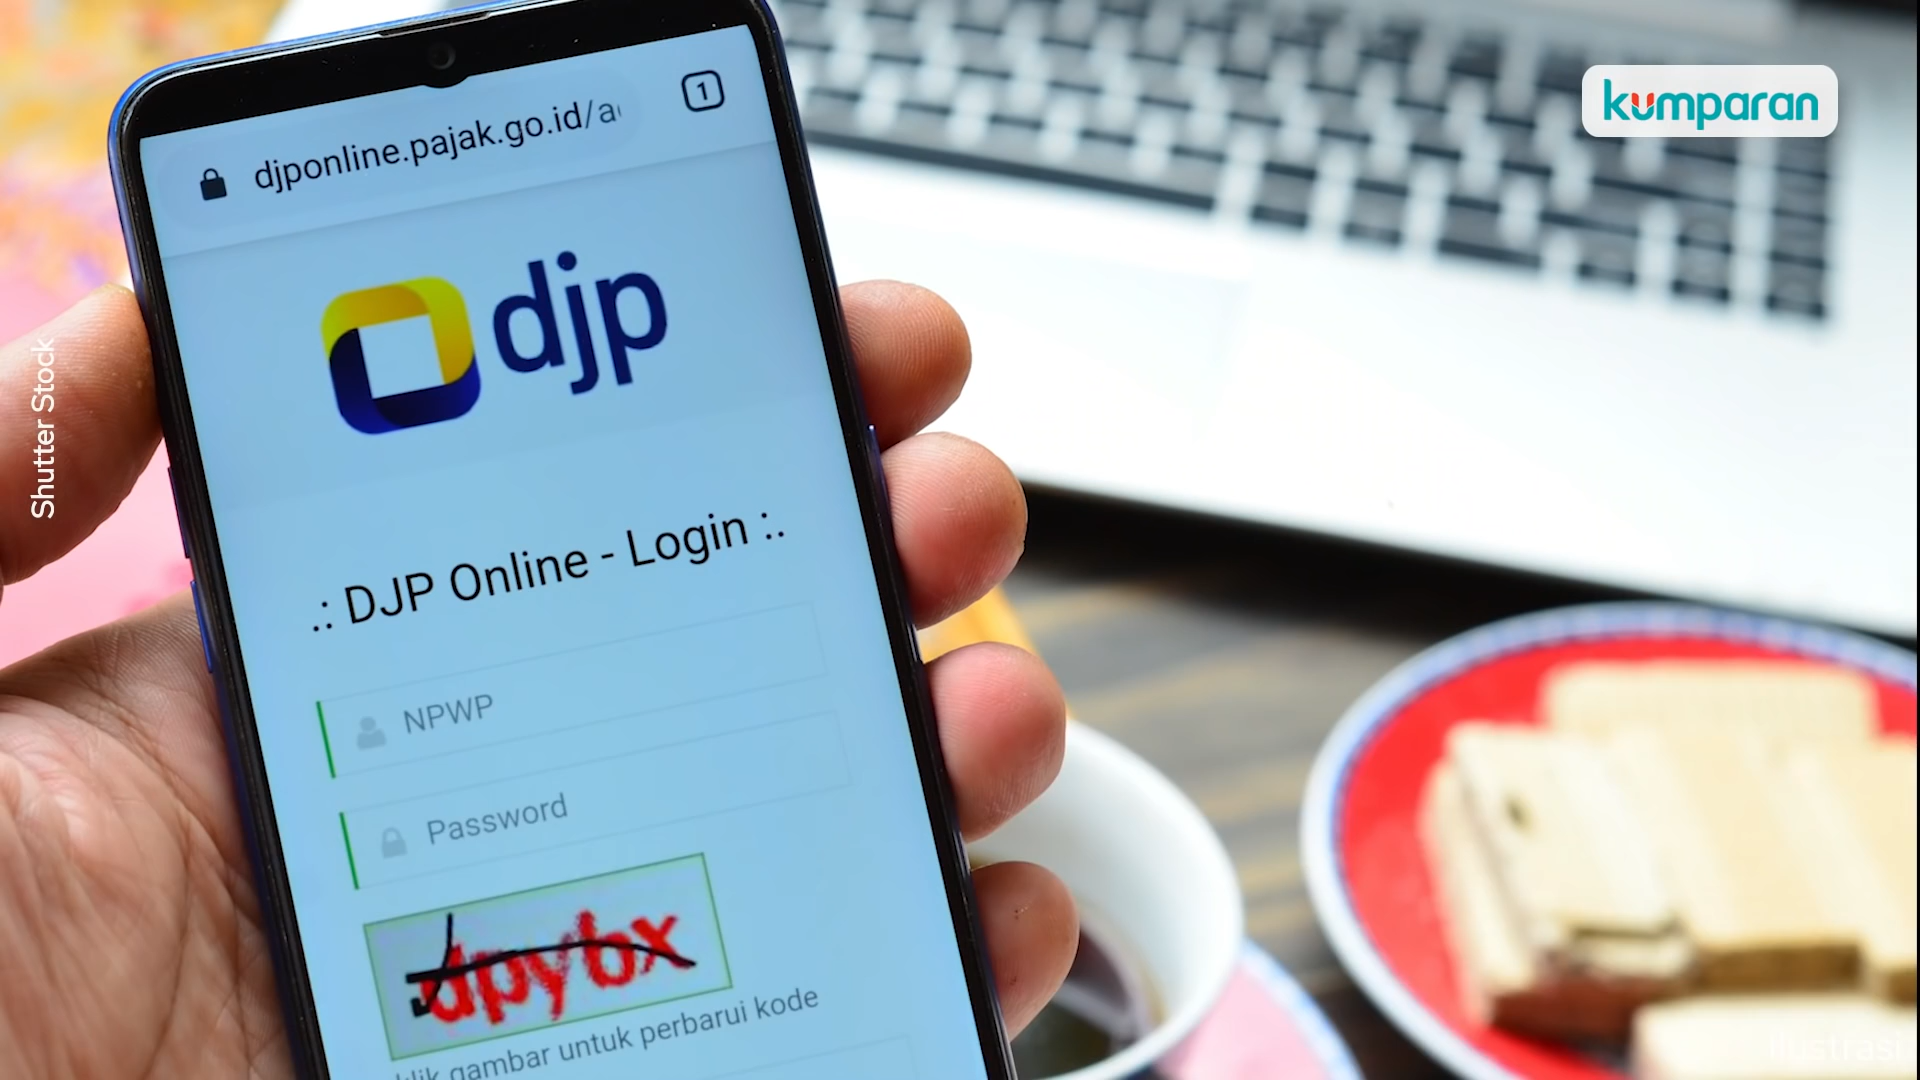 kumparan
djponline.pajak.go.id/a
1
djp
.: DJP Online - Login :.
NPWP
Password
dpybx
klik gambar untuk perbarui kode
Shutter Stock
Ilustrasi